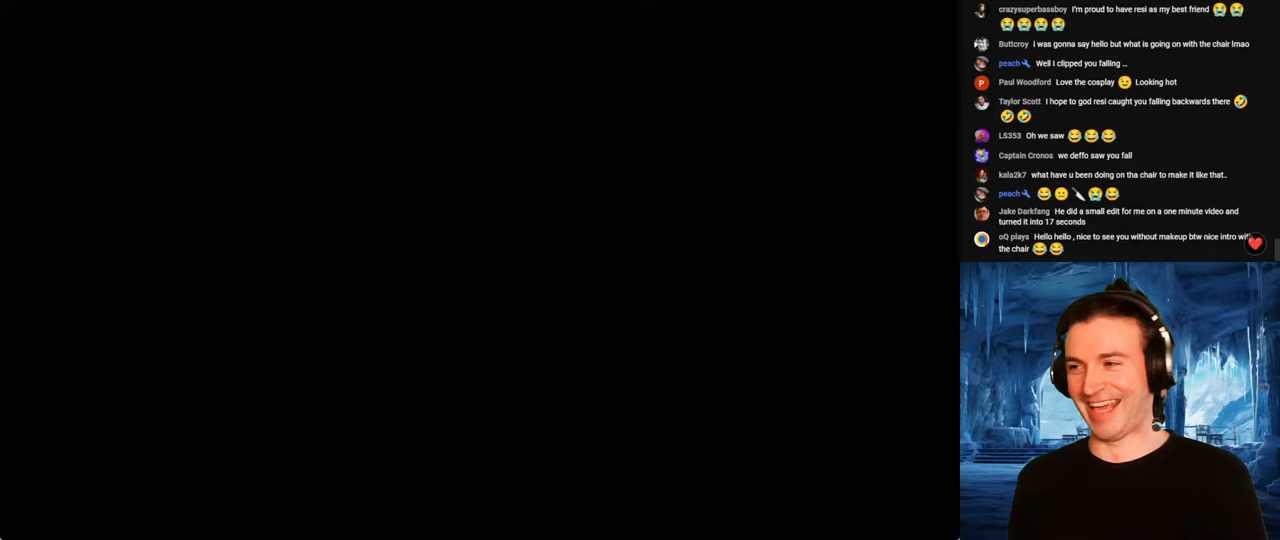 crazysuperbassboy I'm proud to have resi as my best friend 😭😭
😭😭😭😭
Buttcroy i was gonna say hello but what is going on with the chair lmao
peach🔧 Well I clipped you falling ...
P
Paul Woodford Love the cosplay 😉 Looking hot
Taylor Scott I hope to god resi caught you falling backwards there 🤣
🤣🤣
LS353 Oh we saw 😂😂😂
Captain Cronos we deffo saw you fall
kala2k7 what have u been doing on tha chair to make it like that..
peach🔧 😂😐🔪😭😂
Jake Darkfang He did a small edit for me on a one minute video and
turned it into 17 seconds
oQ plays Hello hello , nice to see you without makeup btw nice intro with
the chair 😂😂